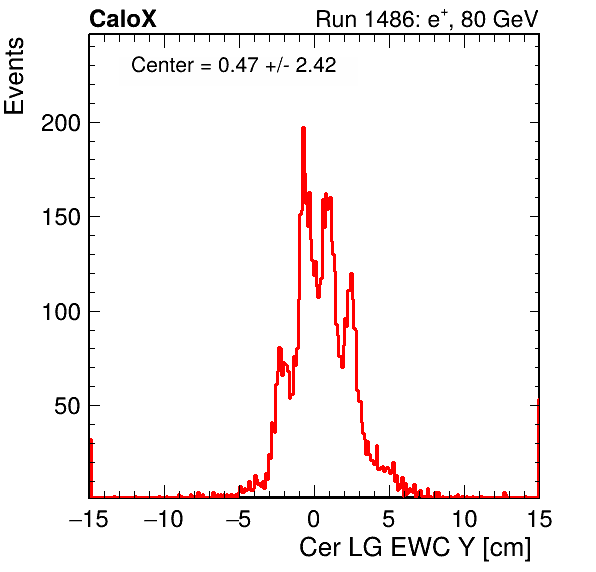 CaloX Run 1486: e⁺, 80 GeV
Events
Center = 0.47 +/- 2.42
200
150
100
50
−15 −10 −5 0 5 10 15
Cer LG EWC Y [cm]